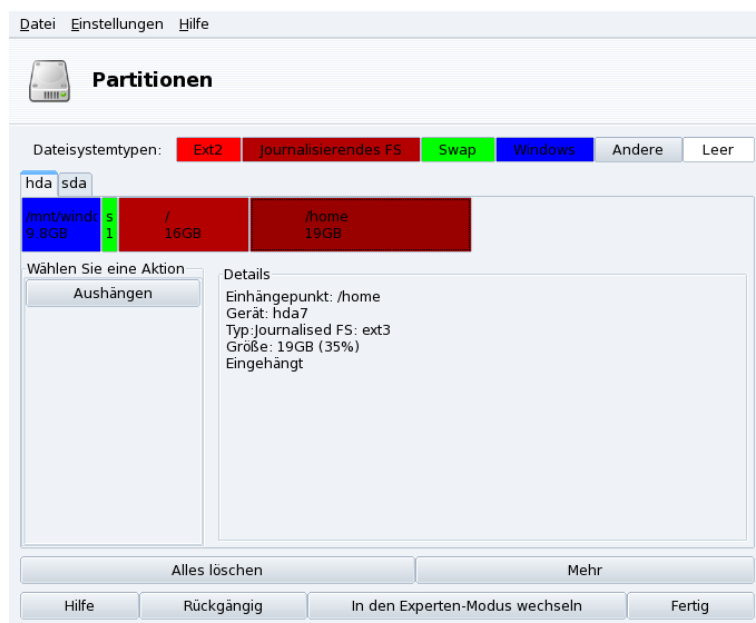 Datei Einstellungen Hilfe
Partitionen
Dateisystemtypen: Ext2 Journalisierendes FS Swap Windows Andere Leer
hda sda
/mnt/windo s / /home
9.8GB 1 16GB 19GB
Wählen Sie eine Aktion
Aushängen
Details
Einhängepunkt: /home
Gerät: hda7
Typ:Journalised FS: ext3
Größe: 19GB (35%)
Eingehängt
Alles löschen Mehr
Hilfe Rückgängig In den Experten-Modus wechseln Fertig